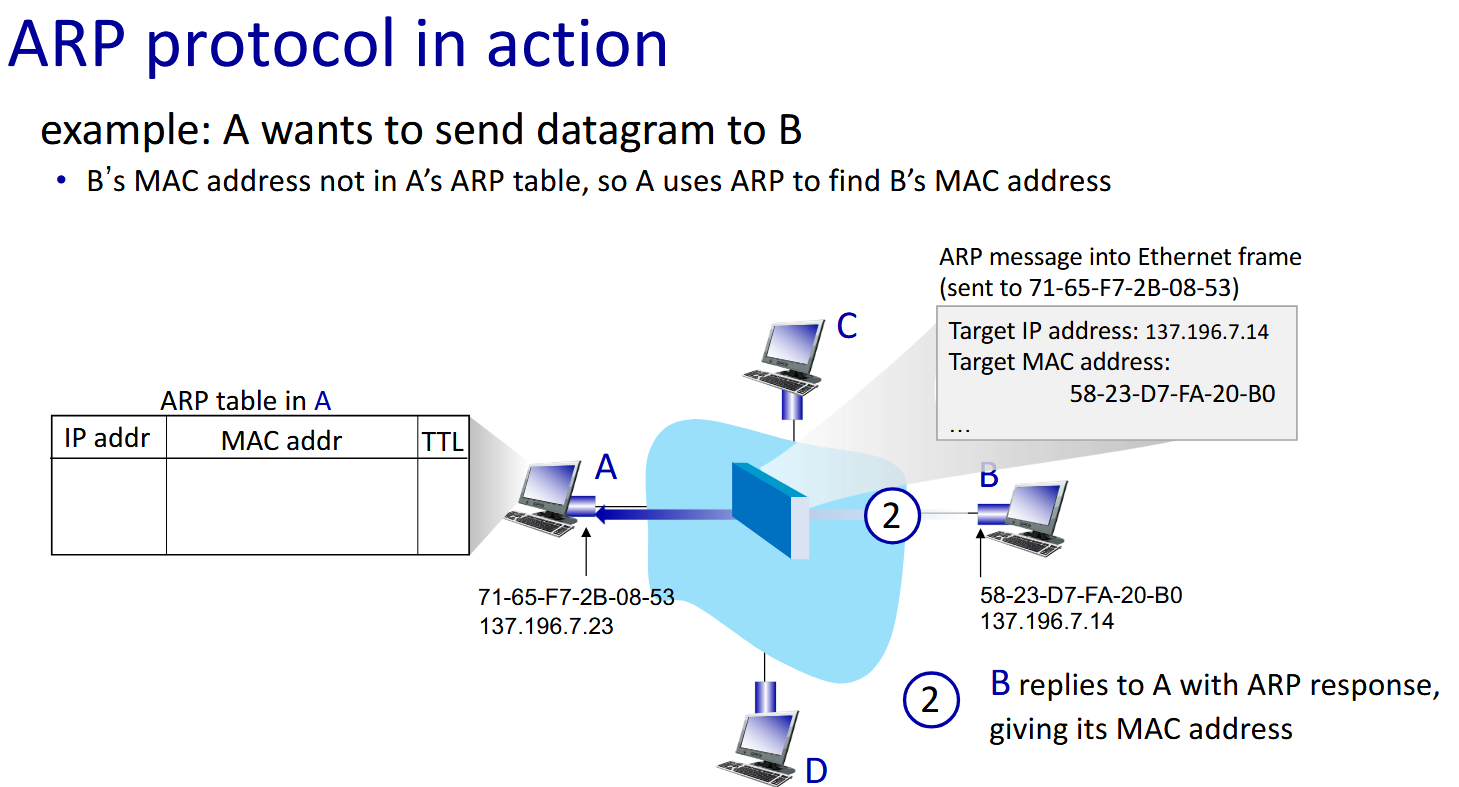 ARP protocol in action
example: A wants to send datagram to B
• B’s MAC address not in A’s ARP table, so A uses ARP to find B’s MAC address
ARP message into Ethernet frame
(sent to 71-65-F7-2B-08-53)
Target IP address: 137.196.7.14
Target MAC address:
58-23-D7-FA-20-B0
...
C
ARP table in A
IP addr MAC addr TTL
A
B
2
71-65-F7-2B-08-53
137.196.7.23
58-23-D7-FA-20-B0
137.196.7.14
2
B replies to A with ARP response,
giving its MAC address
D